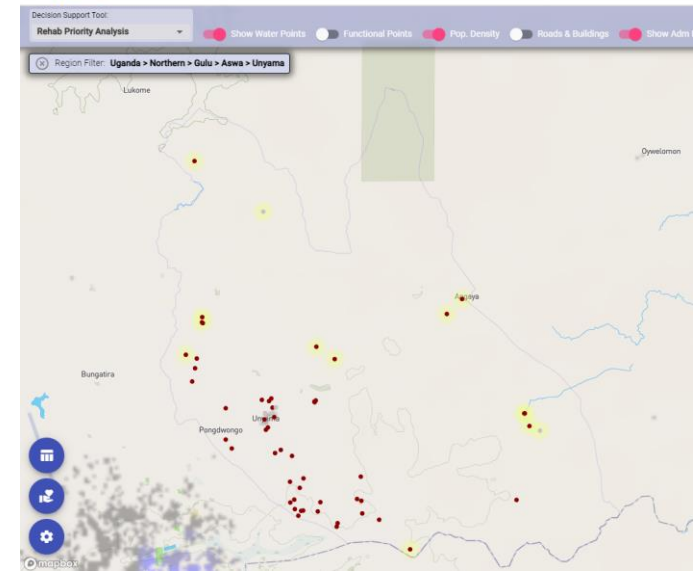 Decision Support Tool:
Rehab Priority Analysis
Show Water Points
Functional Points
Pop. Density
Roads & Buildings
Show Adm
Region Filter: Uganda > Northern > Gulu > Aswa > Unyama
Lukome
Oywelomon
Angaya
Bungatira
Unyama
Pongdwongo
mapbox